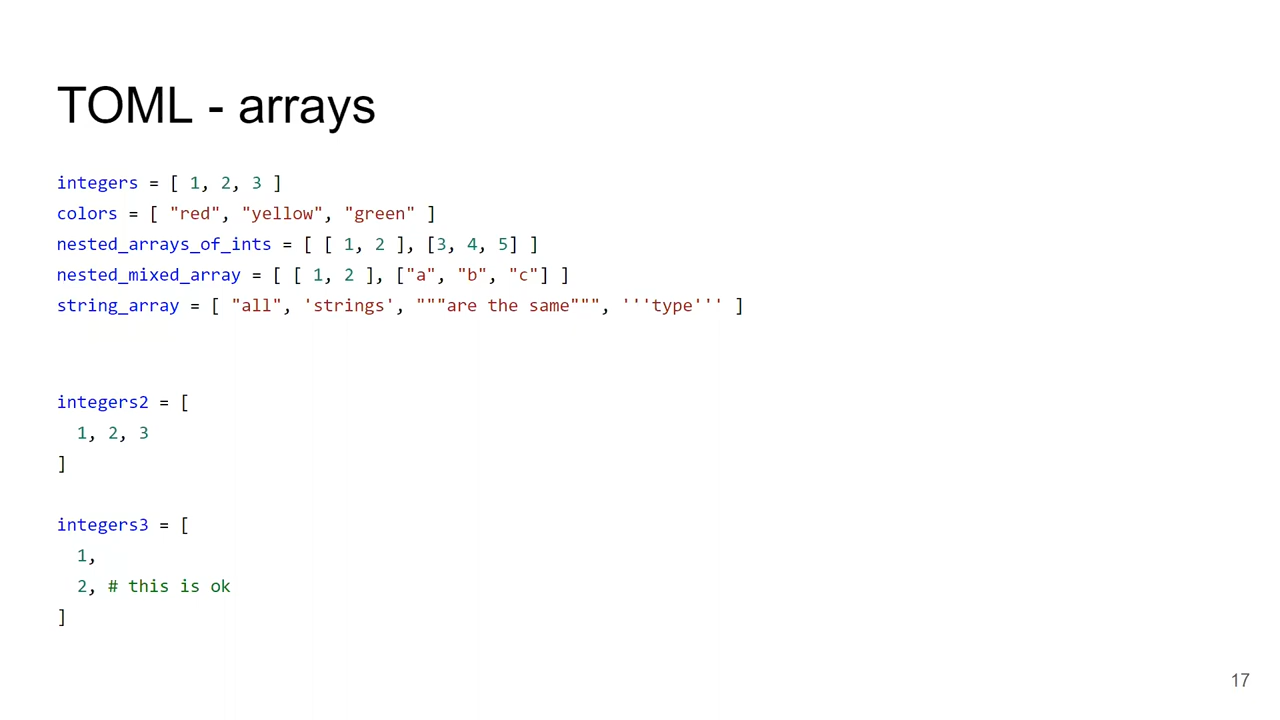 TOML - arrays
integers = [ 1, 2, 3 ]
colors = [ "red", "yellow", "green" ]
nested_arrays_of_ints = [ [ 1, 2 ], [3, 4, 5] ]
nested_mixed_array = [ [ 1, 2 ], ["a", "b", "c"] ]
string_array = [ "all", 'strings', """are the same""", '''type''' ]
integers2 = [
  1, 2, 3
]
integers3 = [
  1,
  2, # this is ok
]
17